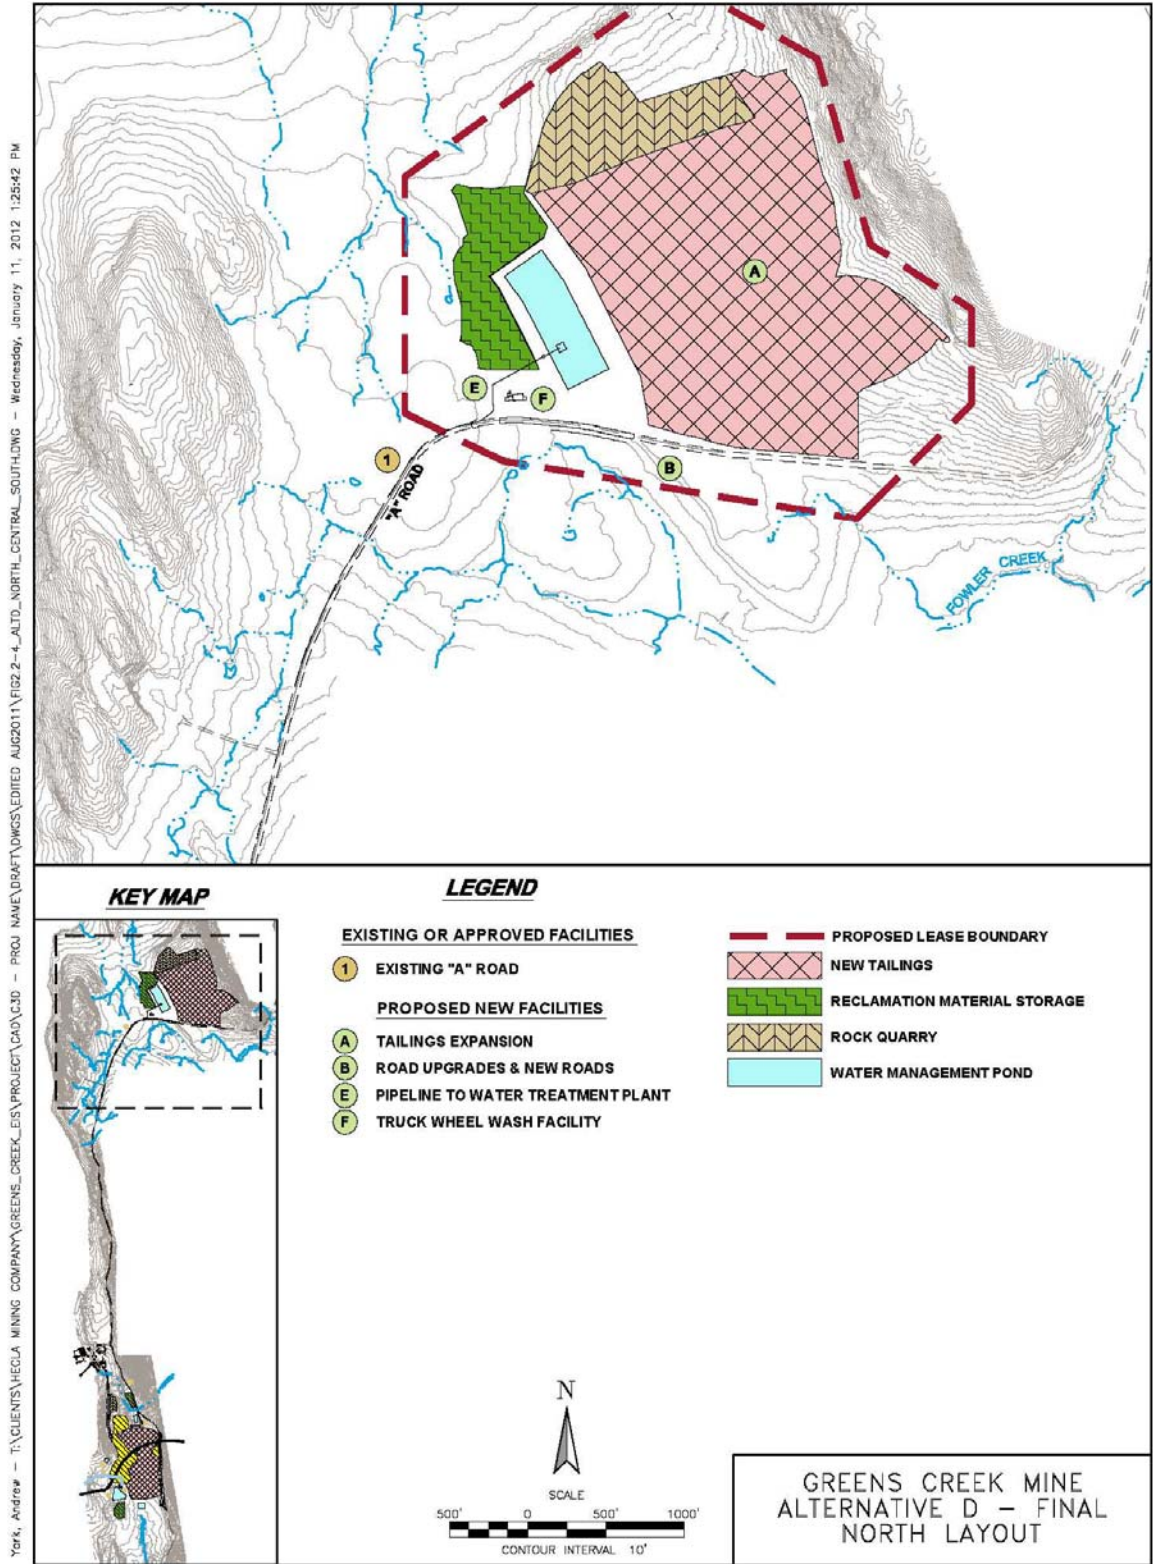 York, Andrew – T:\CLIENTS\HECLA MINING COMPANY\GREENS_CREEK_EIS\PROJECT\CAD\C3D – PROJ NAME\DRAFT\DWGS\EDITED AUG2011\FIG2.2–4_ALTD_NORTH_CENTRAL_SOUTH.DWG – Wednesday, January 11, 2012 1:25:42 PM
A
E
F
1
B
"A" ROAD
FOWLER CREEK
KEY MAP
LEGEND
EXISTING OR APPROVED FACILITIES
1 EXISTING "A" ROAD
PROPOSED NEW FACILITIES
A TAILINGS EXPANSION
B ROAD UPGRADES & NEW ROADS
E PIPELINE TO WATER TREATMENT PLANT
F TRUCK WHEEL WASH FACILITY
PROPOSED LEASE BOUNDARY
NEW TAILINGS
RECLAMATION MATERIAL STORAGE
ROCK QUARRY
WATER MANAGEMENT POND
N
SCALE
500' 0 500' 1000'
CONTOUR INTERVAL 10'
GREENS CREEK MINE
ALTERNATIVE D – FINAL
NORTH LAYOUT